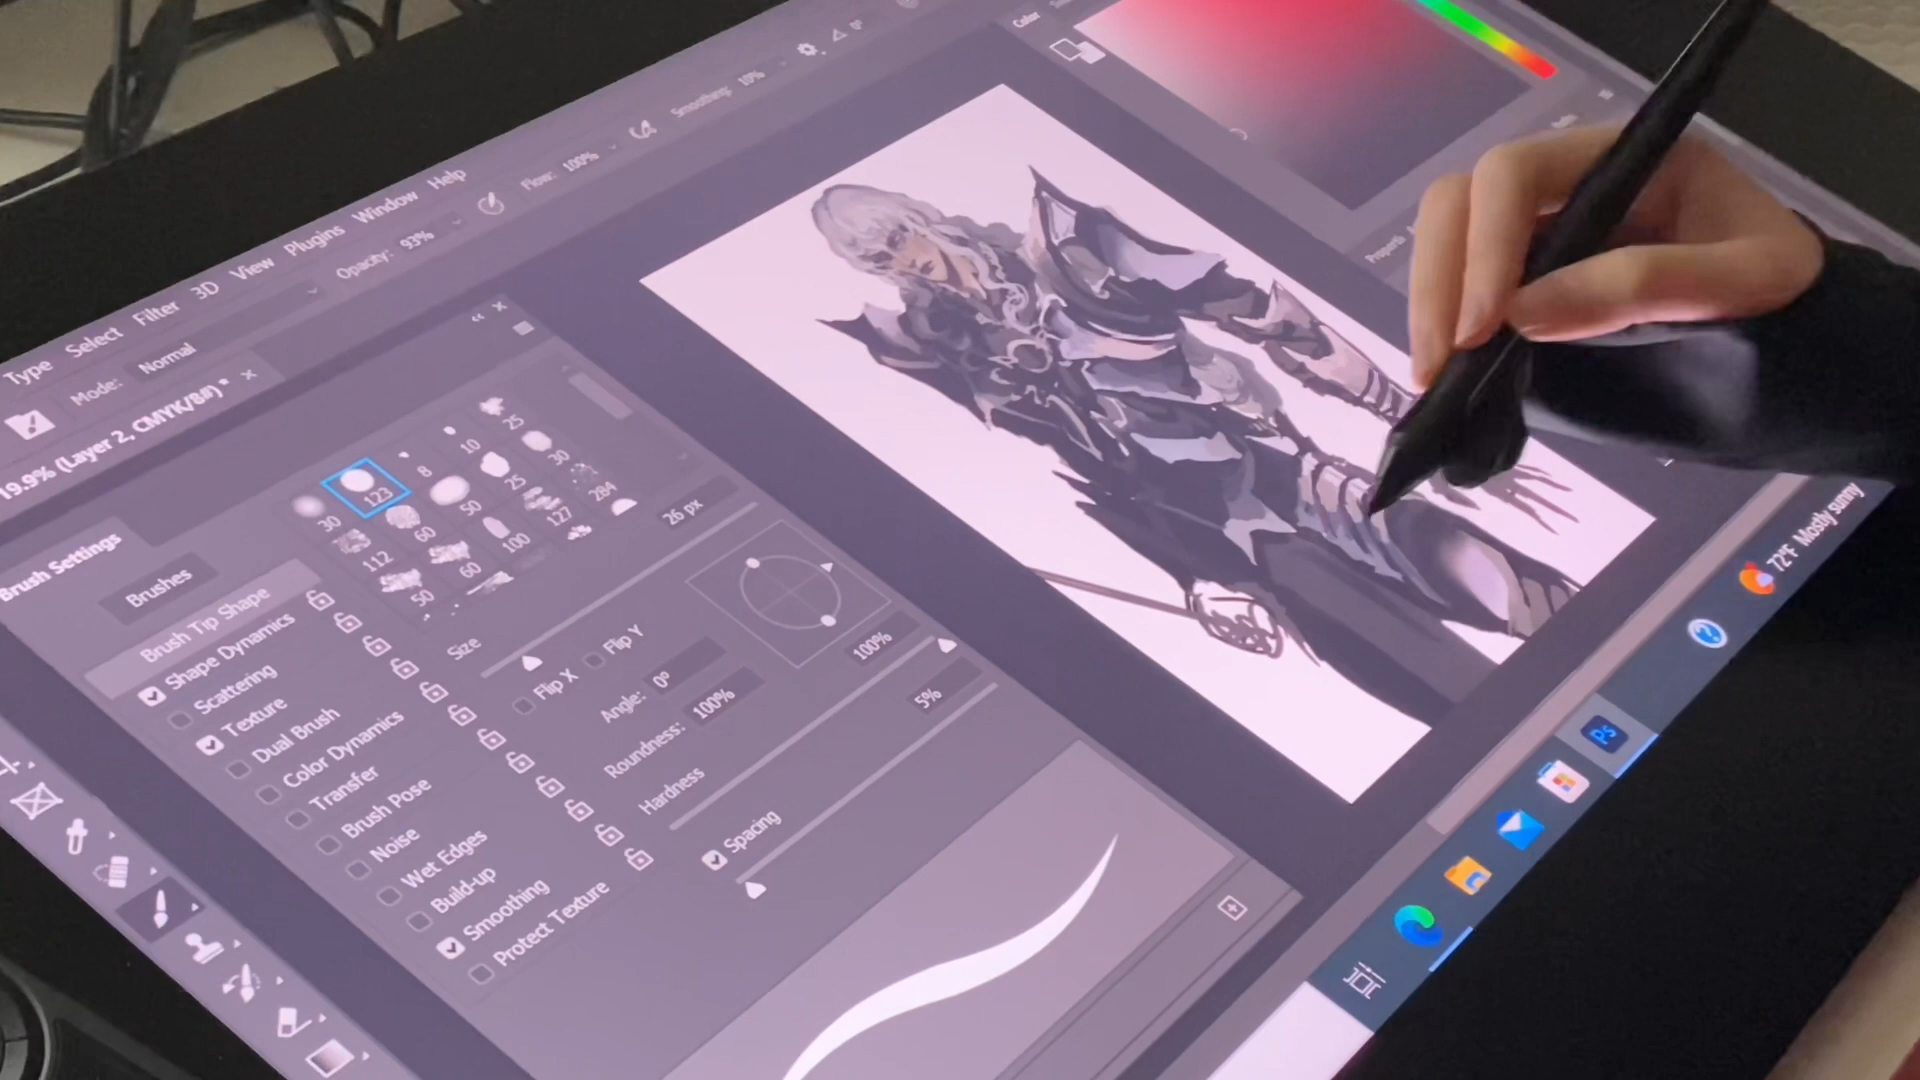 Type Select Filter 3D View Plugins Window Help
Mode: Normal Opacity: 93% Flow: 100% Smoothing: 10% 0°
19.9% (Layer 2, CMYK/8#) * ×
Color
Brush Settings
Brushes
Brush Tip Shape
Shape Dynamics
Scattering
Texture
Dual Brush
Color Dynamics
Transfer
Brush Pose
Noise
Wet Edges
Build-up
Smoothing
Protect Texture
30 123 8 10 25
112 60 50 25 30
50 60 100 127 284
Size 26 px
Flip X Flip Y
Angle: 0°
Roundness: 100%
Hardness 100%
Spacing 5%
72°F Mostly sunny
Ps